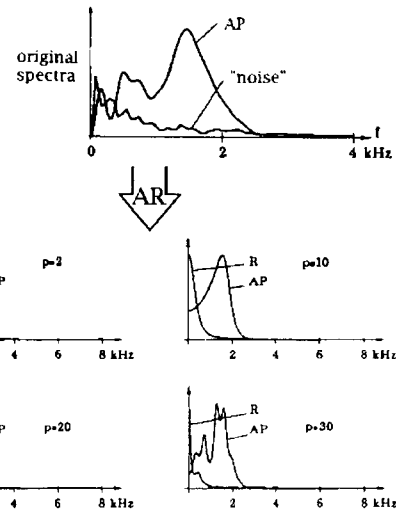 AP
original
spectra
"noise"
f
0 2 4
kHz
AR
p=2
R
p=10
AP
P
4 6 8 kHz
2 4 6 8 kHz
R
P p=20
AP p=30
4 6 8 kHz
2 4 6 8 kHz